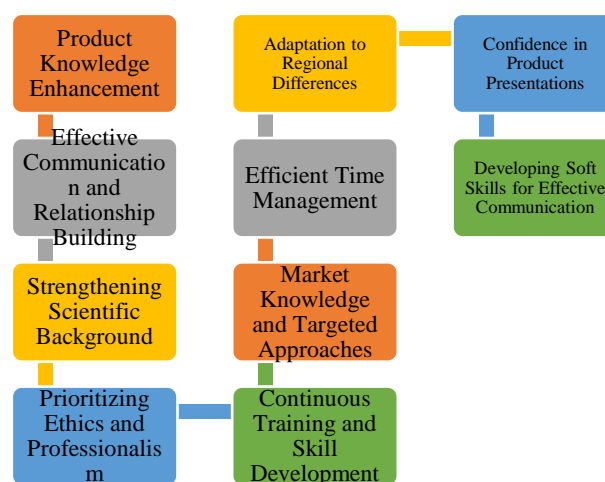 Product
Knowledge
Enhancement
Effective
Communicatio
n and
Relationship
Building
Strengthening
Scientific
Background
Prioritizing
Ethics and
Professionalis
m
Continuous
Training and
Skill
Development
Market
Knowledge
and Targeted
Approaches
Efficient Time
Management
Adaptation to
Regional
Differences
Confidence in
Product
Presentations
Developing Soft
Skills for Effective
Communication